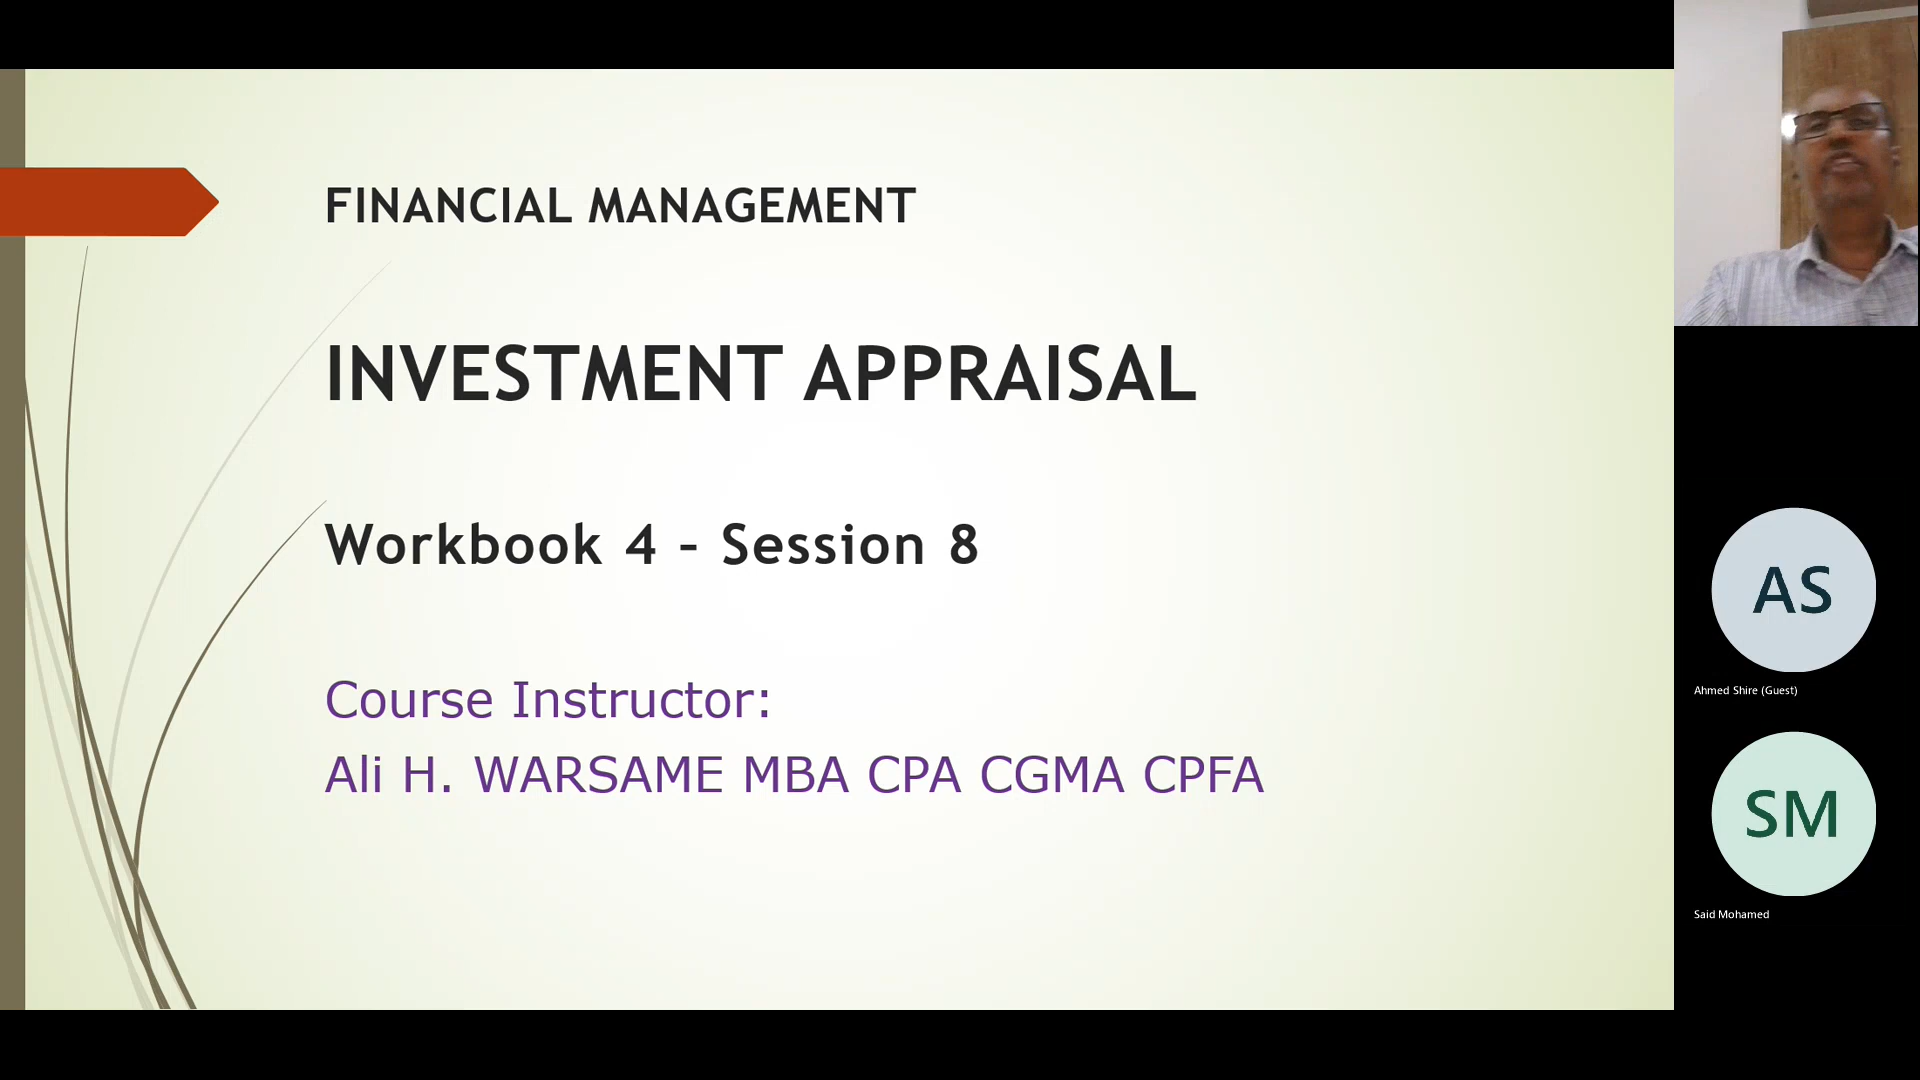 FINANCIAL MANAGEMENT
INVESTMENT APPRAISAL
Workbook 4 – Session 8
Course Instructor:
Ali H. WARSAME MBA CPA CGMA CPFA
AS
Ahmed Shire (Guest)
SM
Said Mohamed